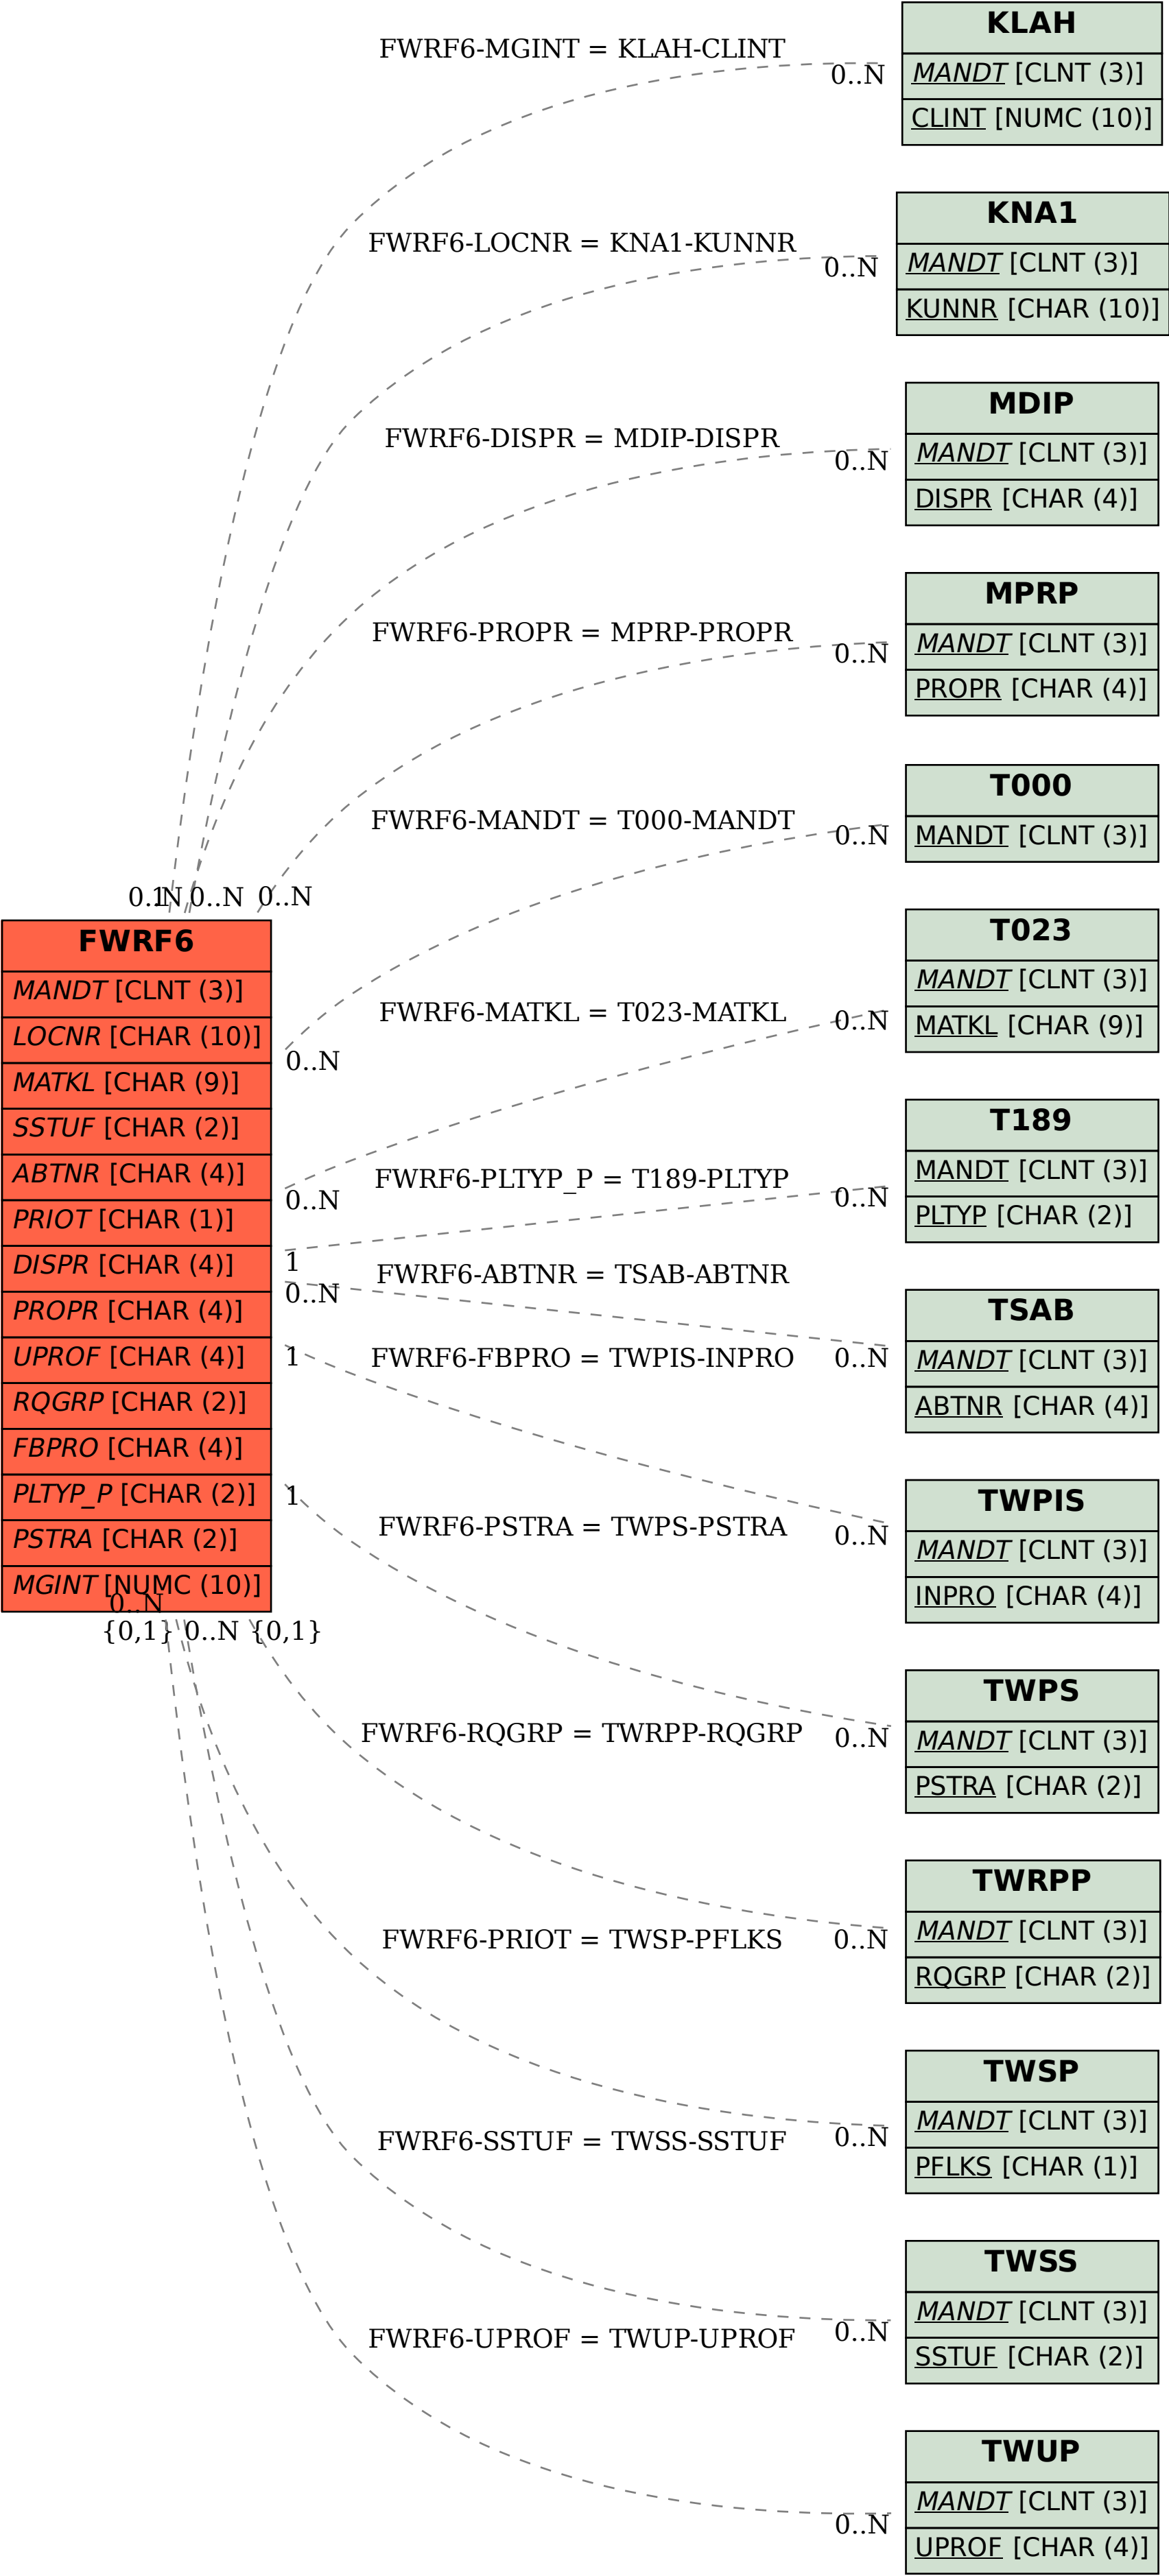 FWRF6-MGINT = KLAH-CLINT
0..N
KLAH
MANDT [CLNT (3)]
CLINT [NUMC (10)]
FWRF6-LOCNR = KNA1-KUNNR
0..N
KNA1
MANDT [CLNT (3)]
KUNNR [CHAR (10)]
FWRF6-DISPR = MDIP-DISPR
0..N
MDIP
MANDT [CLNT (3)]
DISPR [CHAR (4)]
FWRF6-PROPR = MPRP-PROPR
0..N
MPRP
MANDT [CLNT (3)]
PROPR [CHAR (4)]
FWRF6-MANDT = T000-MANDT
0..N
T000
MANDT [CLNT (3)]
0..N
1
0..N
0..N
FWRF6
MANDT [CLNT (3)]
LOCNR [CHAR (10)]
MATKL [CHAR (9)]
SSTUF [CHAR (2)]
ABTNR [CHAR (4)]
PRIOT [CHAR (1)]
DISPR [CHAR (4)]
PROPR [CHAR (4)]
UPROF [CHAR (4)]
RQGRP [CHAR (2)]
FBPRO [CHAR (4)]
PLTYP_P [CHAR (2)]
PSTRA [CHAR (2)]
MGINT [NUMC (10)]
0..N
{0,1}
0..N
{0,1}
0..N
0..N
1
0..N
1
1
FWRF6-MATKL = T023-MATKL
0..N
T023
MANDT [CLNT (3)]
MATKL [CHAR (9)]
FWRF6-PLTYP_P = T189-PLTYP
0..N
T189
MANDT [CLNT (3)]
PLTYP [CHAR (2)]
FWRF6-ABTNR = TSAB-ABTNR
0..N
TSAB
MANDT [CLNT (3)]
ABTNR [CHAR (4)]
FWRF6-FBPRO = TWPIS-INPRO
0..N
TWPIS
MANDT [CLNT (3)]
INPRO [CHAR (4)]
FWRF6-PSTRA = TWPS-PSTRA
0..N
TWPS
MANDT [CLNT (3)]
PSTRA [CHAR (2)]
FWRF6-RQGRP = TWRPP-RQGRP
0..N
TWRPP
MANDT [CLNT (3)]
RQGRP [CHAR (2)]
FWRF6-PRIOT = TWSP-PFLKS
0..N
TWSP
MANDT [CLNT (3)]
PFLKS [CHAR (1)]
FWRF6-SSTUF = TWSS-SSTUF
0..N
TWSS
MANDT [CLNT (3)]
SSTUF [CHAR (2)]
FWRF6-UPROF = TWUP-UPROF
0..N
TWUP
MANDT [CLNT (3)]
UPROF [CHAR (4)]